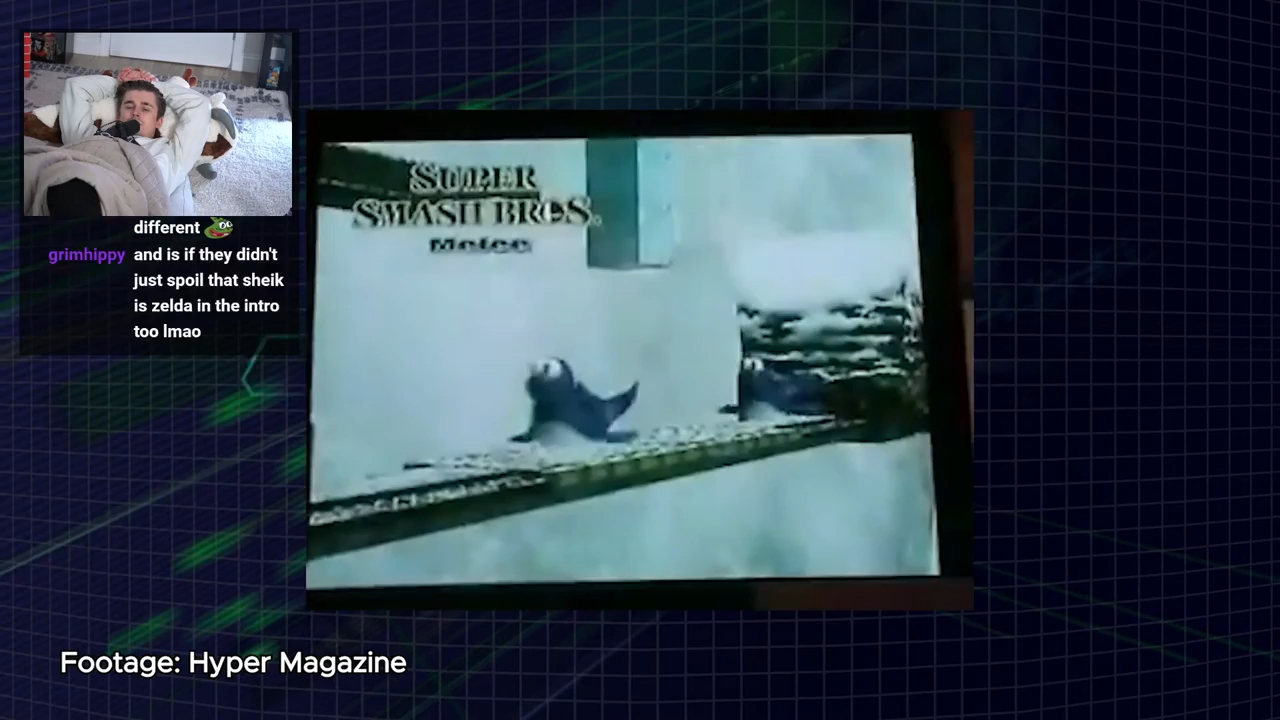 different
grimhippy and is if they didn't
just spoil that sheik
is zelda in the intro
too lmao
SUPER
SMASH BROS.
Melee
Footage: Hyper Magazine